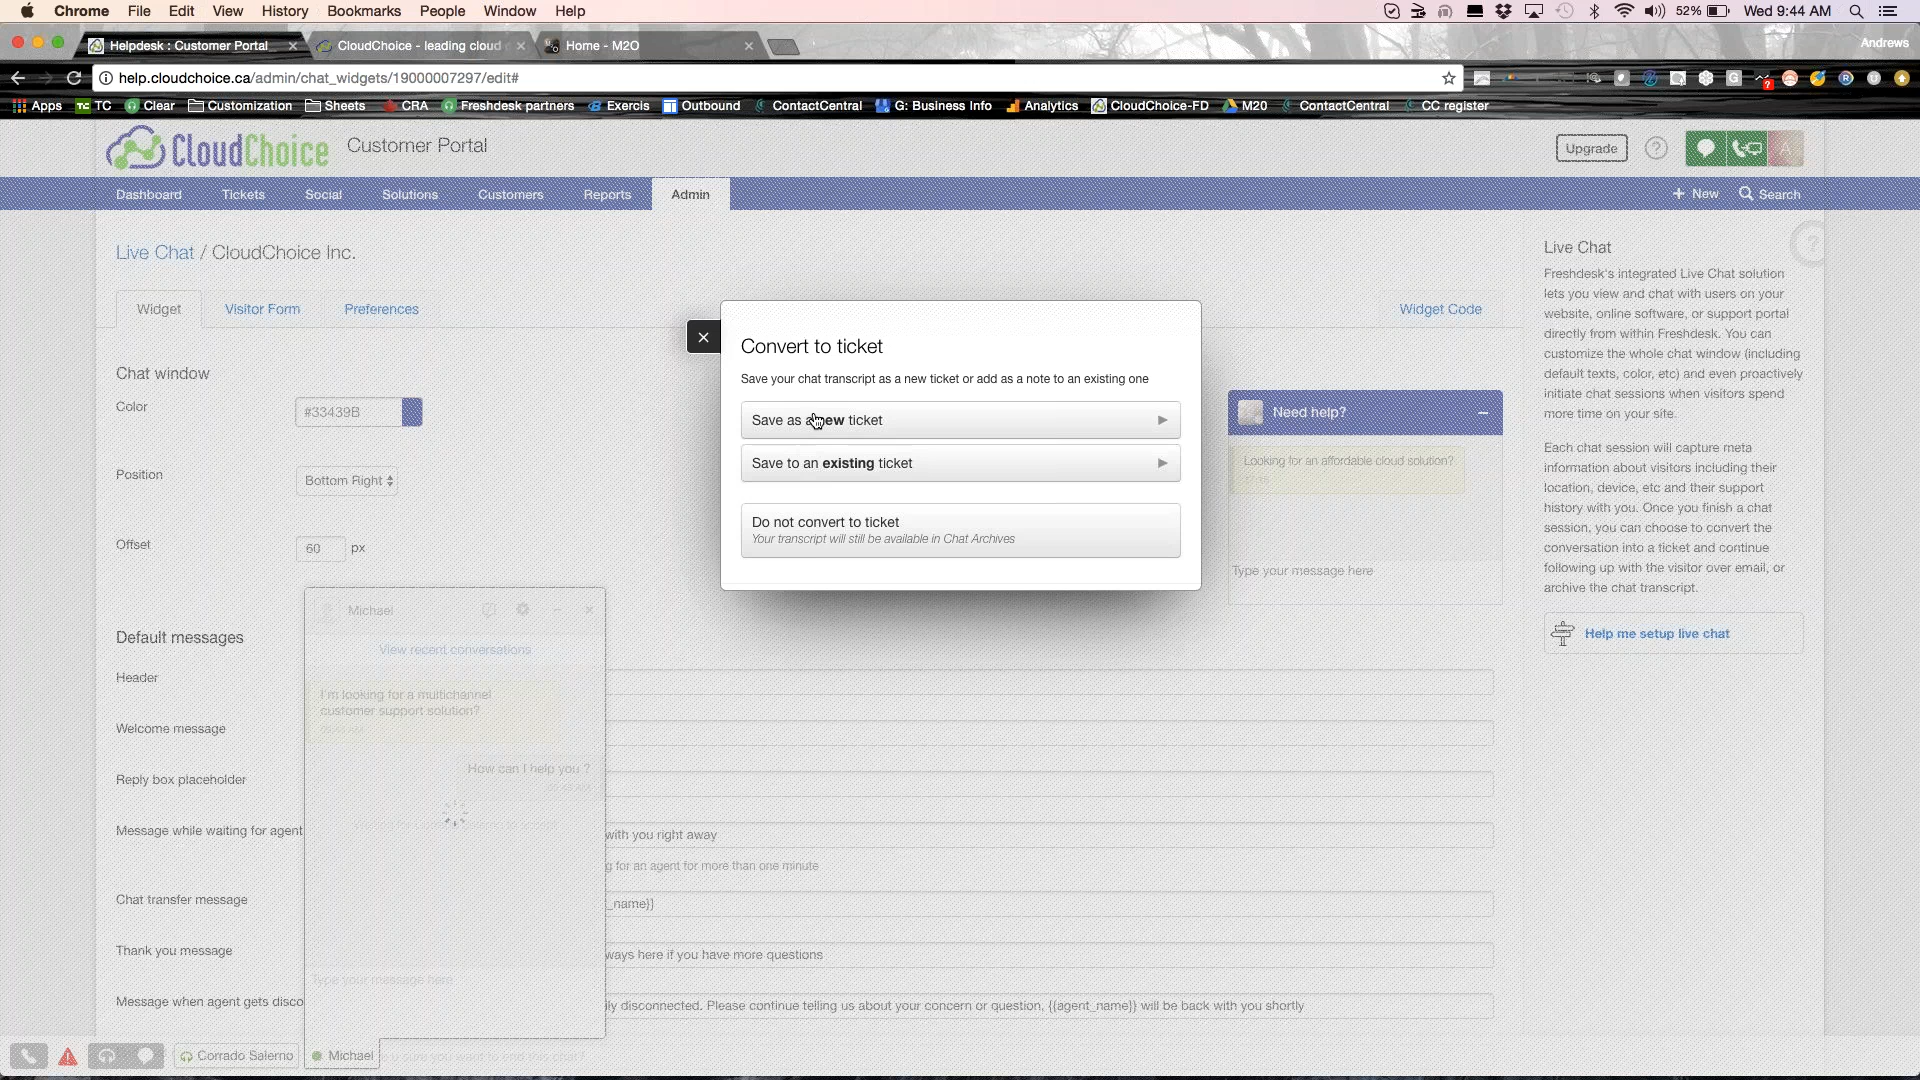 Chrome File Edit View History Bookmarks People Window Help 52% Wed 9:44 AM
Helpdesk : Customer Portal CloudChoice - leading cloud Home - M2O Andrews
help.cloudchoice.ca/admin/chat_widgets/19000007297/edit#
Apps TC Clear Customization Sheets CRA Freshdesk partners Exercis Outbound ContactCentral G: Business Info Analytics CloudChoice-FD M20 ContactCentral CC register
CloudChoice Customer Portal Upgrade ? A
Dashboard Tickets Social Solutions Customers Reports Admin + New Search
Live Chat / CloudChoice Inc.
Widget Visitor Form Preferences Widget Code
Chat window
Color #33439B
Position Bottom Right
Offset 60 px
Default messages
Header
Welcome message
Reply box placeholder
Message while waiting for agent with you right away
g for an agent for more than one minute
Chat transfer message _name}}
Thank you message ways here if you have more questions
Message when agent gets disco ly disconnected. Please continue telling us about your concern or question, {{agent_name}} will be back with you shortly
Michael
View recent conversations
I'm looking for a multichannel
customer support solution?
How can I help you ?
Type your message here
Convert to ticket
Save your chat transcript as a new ticket or add as a note to an existing one
Save as a new ticket
Save to an existing ticket
Do not convert to ticket
Your transcript will still be available in Chat Archives
Need help?
Looking for an affordable cloud solution?
17:15
Type your message here
Live Chat
Freshdesk's integrated Live Chat solution
lets you view and chat with users on your
website, online software, or support portal
directly from within Freshdesk. You can
customize the whole chat window (including
default texts, color, etc) and even proactively
initiate chat sessions when visitors spend
more time on your site.
Each chat session will capture meta
information about visitors including their
location, device, etc and their support
history with you. Once you finish a chat
session, you can choose to convert the
conversation into a ticket and continue
following up with the visitor over email, or
archive the chat transcript.
Help me setup live chat
Corrado Salerno Michael u sure you want to end this chat?